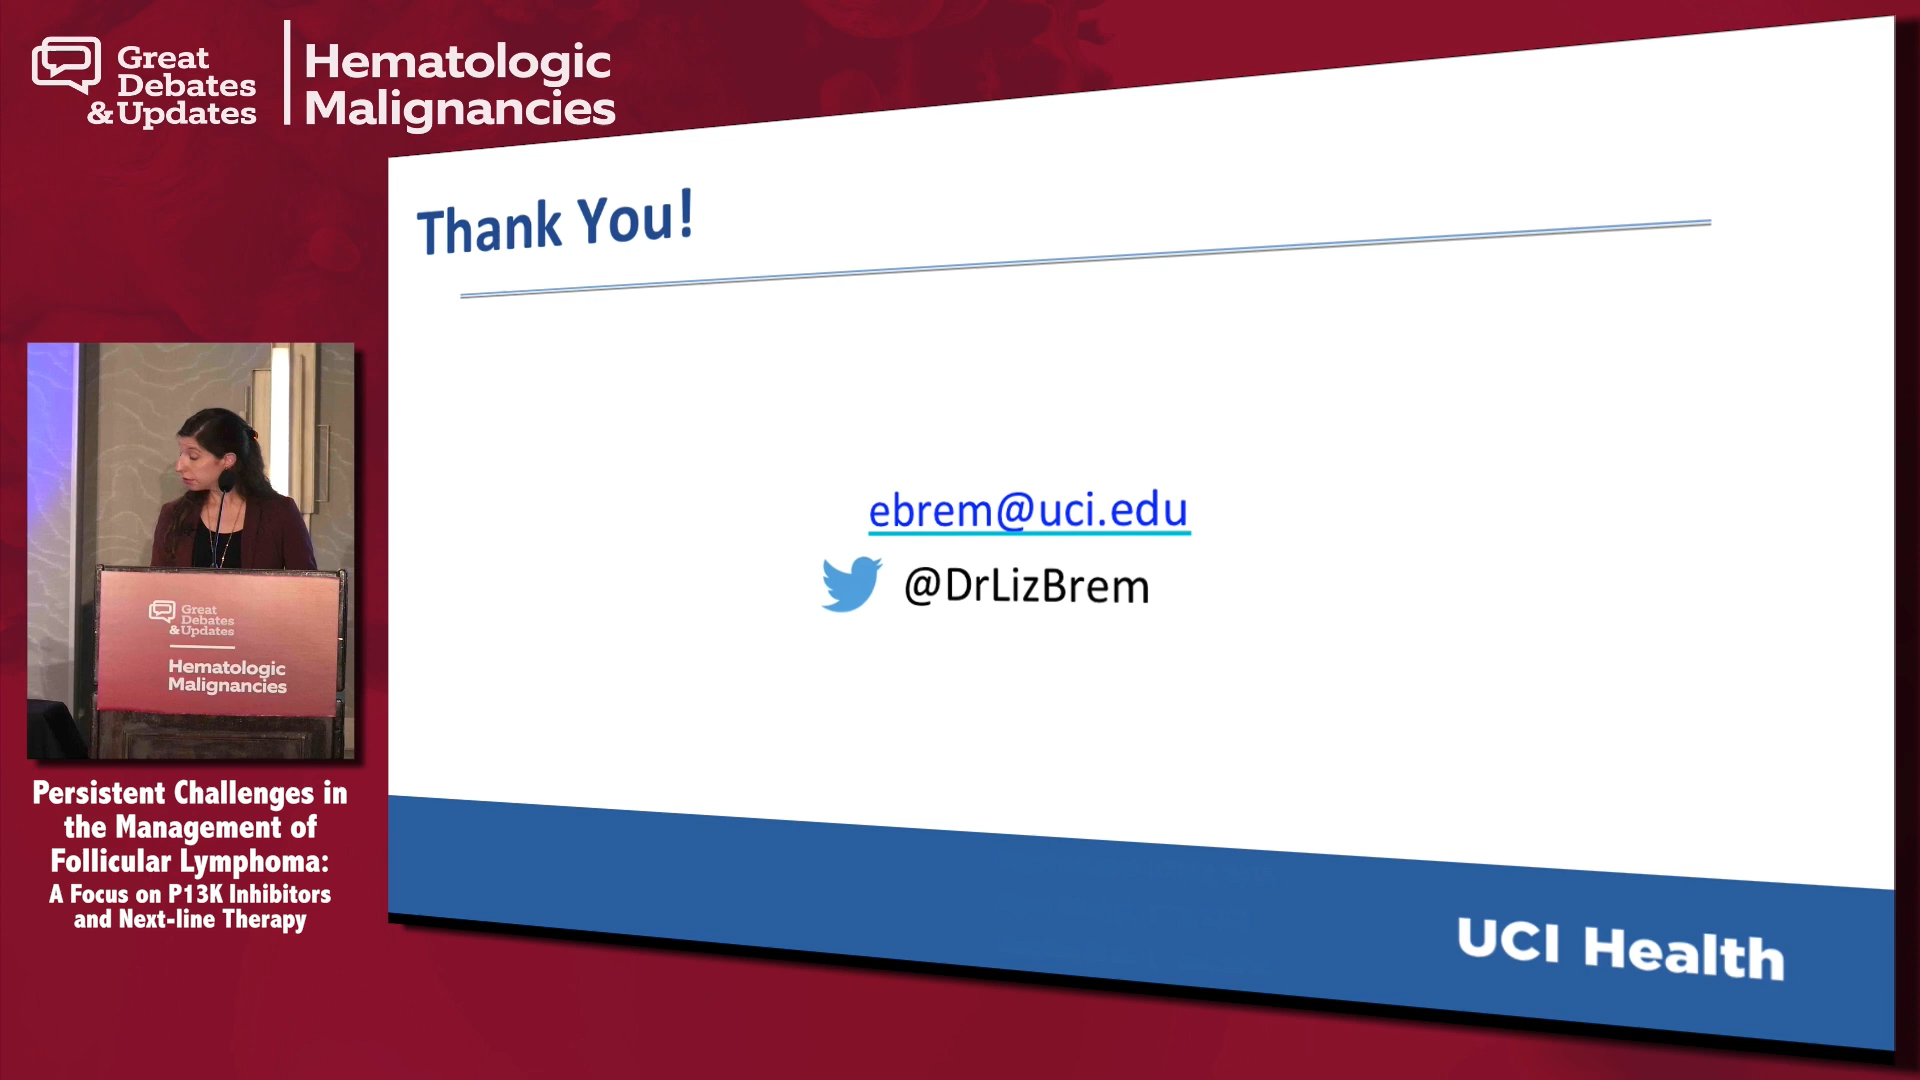 Great
Debates
& Updates
Hematologic
Malignancies
Thank You!
ebrem@uci.edu
@DrLizBrem
Great
Debates
& Updates
Hematologic
Malignancies
Persistent Challenges in
the Management of
Follicular Lymphoma:
A Focus on P13K Inhibitors
and Next-line Therapy
UCI Health